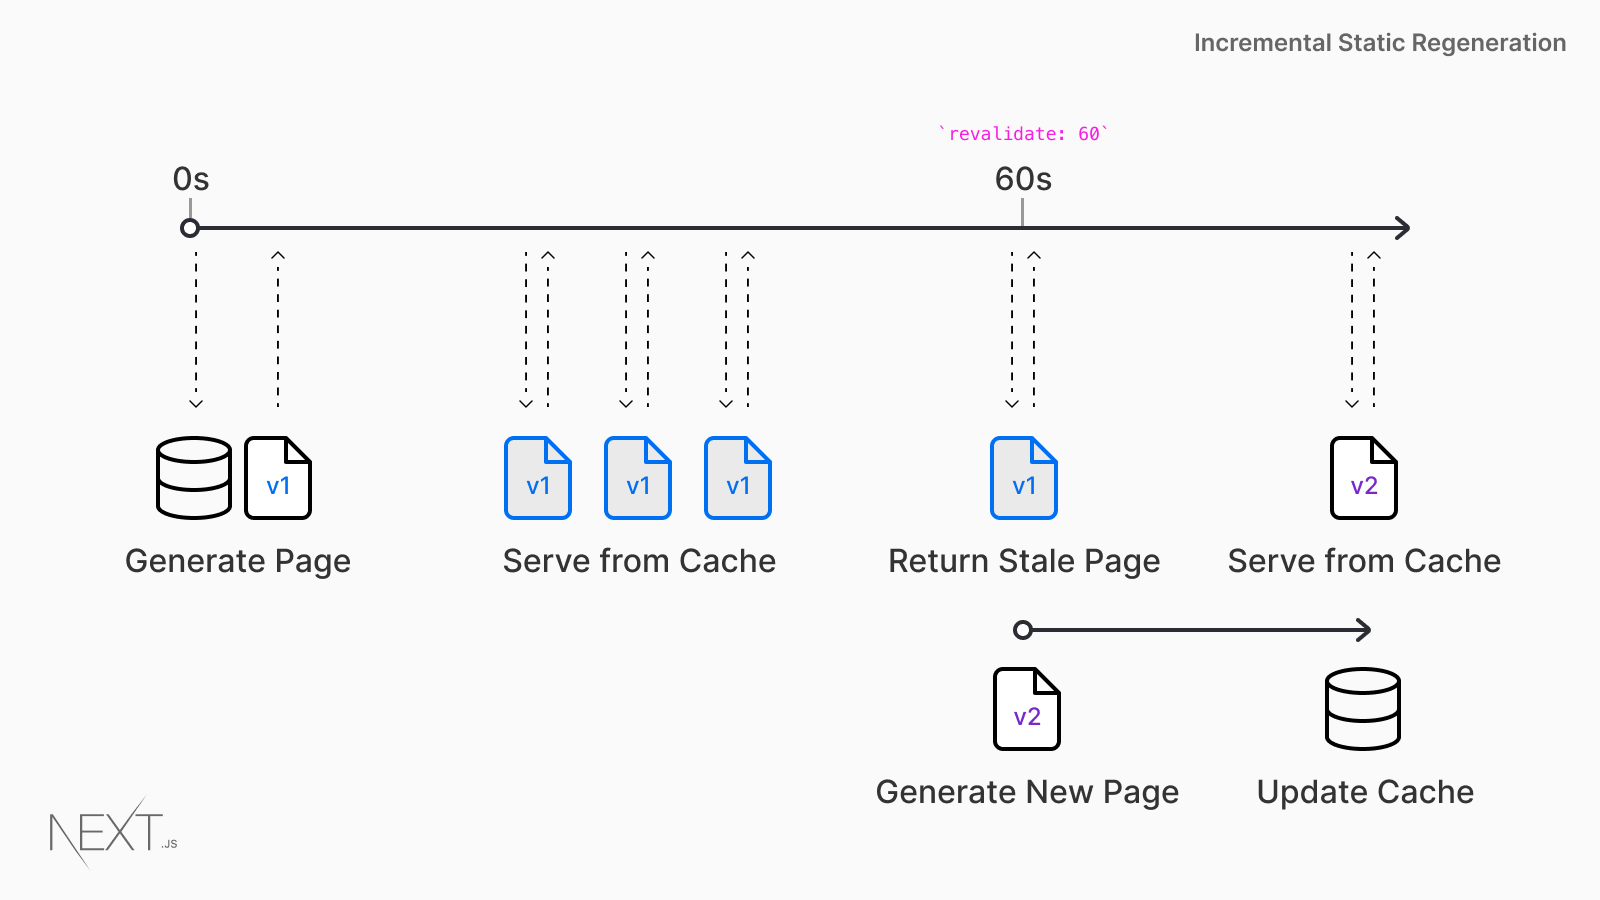 Incremental Static Regeneration
`revalidate: 60`
0s
60s
v1
v1
v1
v1
v1
v2
Generate Page
Serve from Cache
Return Stale Page
Serve from Cache
v2
Generate New Page
Update Cache
NEXT.JS